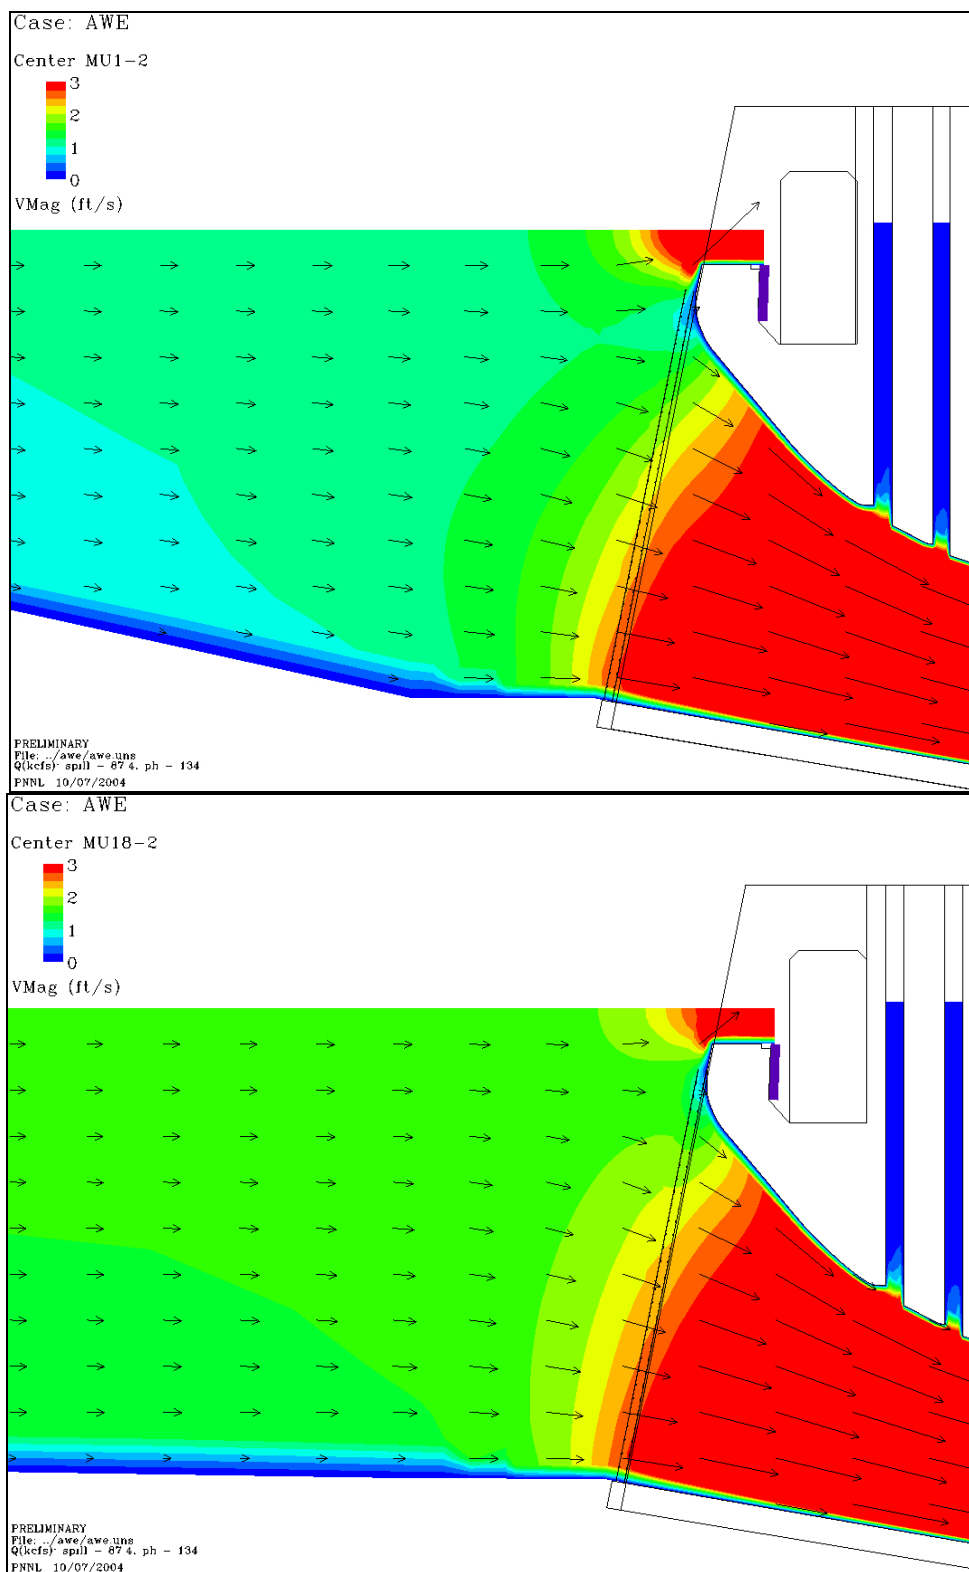 Case: AWE
Center MU1-2
3
2
1
0
VMag (ft/s)
PRELIMINARY
File: ../awe/awe.uns
Q(kcfs): spill - 87.4, ph - 134
PNNL 10/07/2004
Case: AWE
Center MU18-2
3
2
1
0
VMag (ft/s)
PRELIMINARY
File: ../awe/awe.uns
Q(kcfs): spill - 87.4, ph - 134
PNNL 10/07/2004